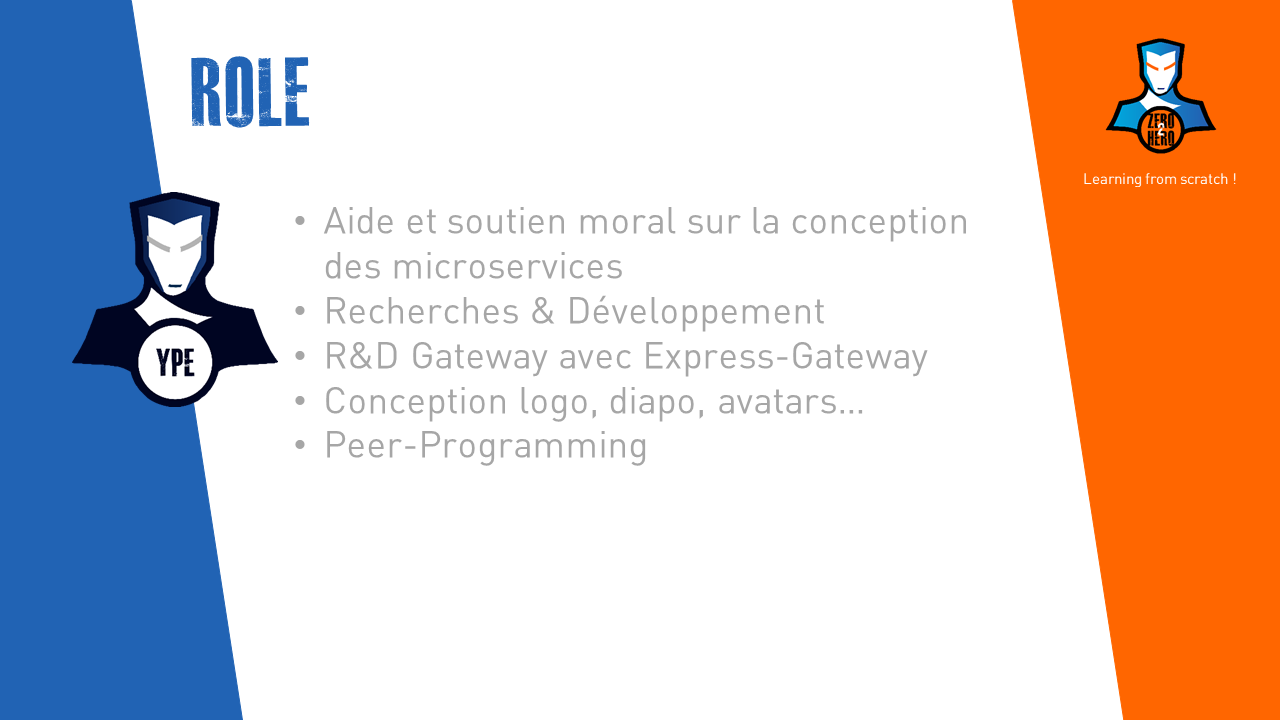 ROLE
ZERO
2
HERO
Learning from scratch !
YPE
• Aide et soutien moral sur la conception
des microservices
• Recherches & Développement
• R&D Gateway avec Express-Gateway
• Conception logo, diapo, avatars...
• Peer-Programming